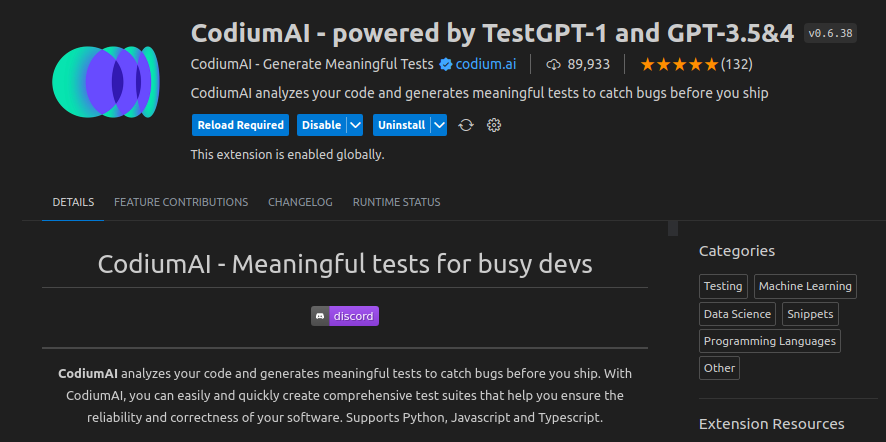 CodiumAI - powered by TestGPT-1 and GPT-3.5&4 v0.6.38
CodiumAI - Generate Meaningful Tests codium.ai 89,933 (132)
CodiumAI analyzes your code and generates meaningful tests to catch bugs before you ship
Reload Required Disable Uninstall
This extension is enabled globally.
DETAILS FEATURE CONTRIBUTIONS CHANGELOG RUNTIME STATUS
CodiumAI - Meaningful tests for busy devs
discord
CodiumAI analyzes your code and generates meaningful tests to catch bugs before you ship. With
CodiumAI, you can easily and quickly create comprehensive test suites that help you ensure the
reliability and correctness of your software. Supports Python, Javascript and Typescript.
Categories
Testing Machine Learning
Data Science Snippets
Programming Languages
Other
Extension Resources